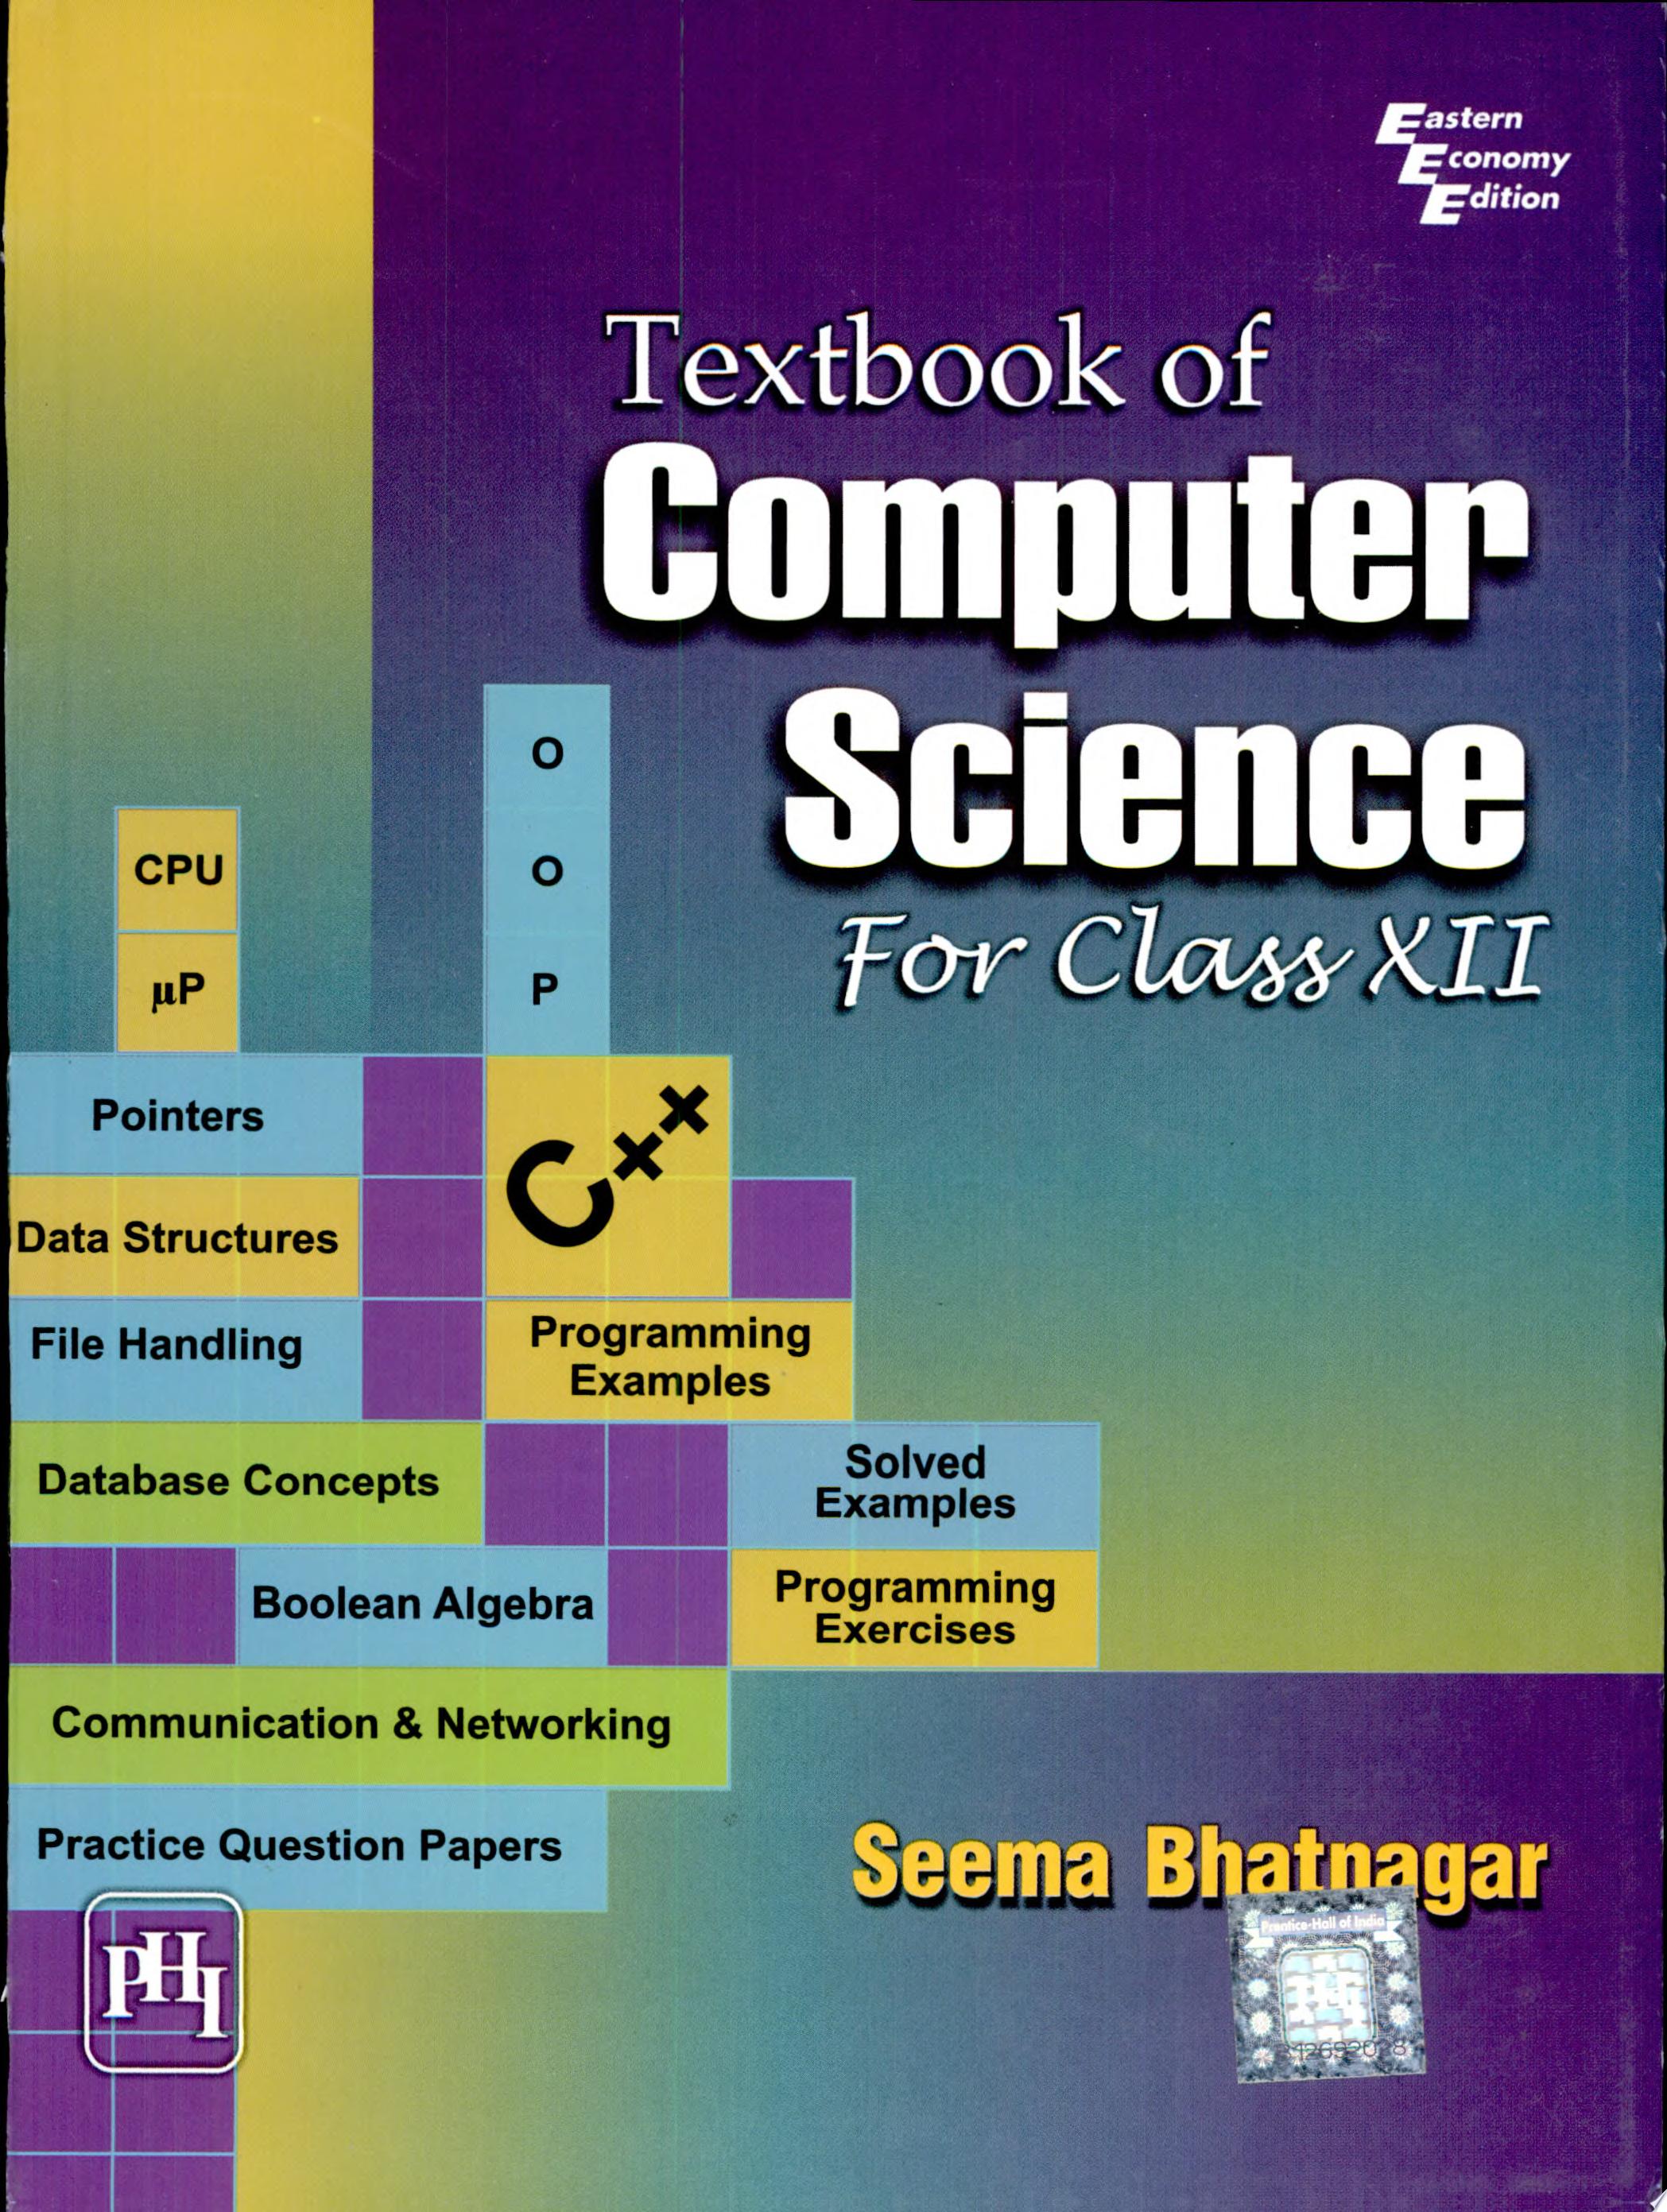 Eastern
Economy
Edition
Textbook of
Computer
Science
For Class XII
O
O
P
CPU
µP
Pointers
C++
Data Structures
File Handling
Programming
Examples
Database Concepts
Solved
Examples
Boolean Algebra
Programming
Exercises
Communication & Networking
Practice Question Papers
Seema Bhatnagar
Prentice-Hall of India
PHI
PHI